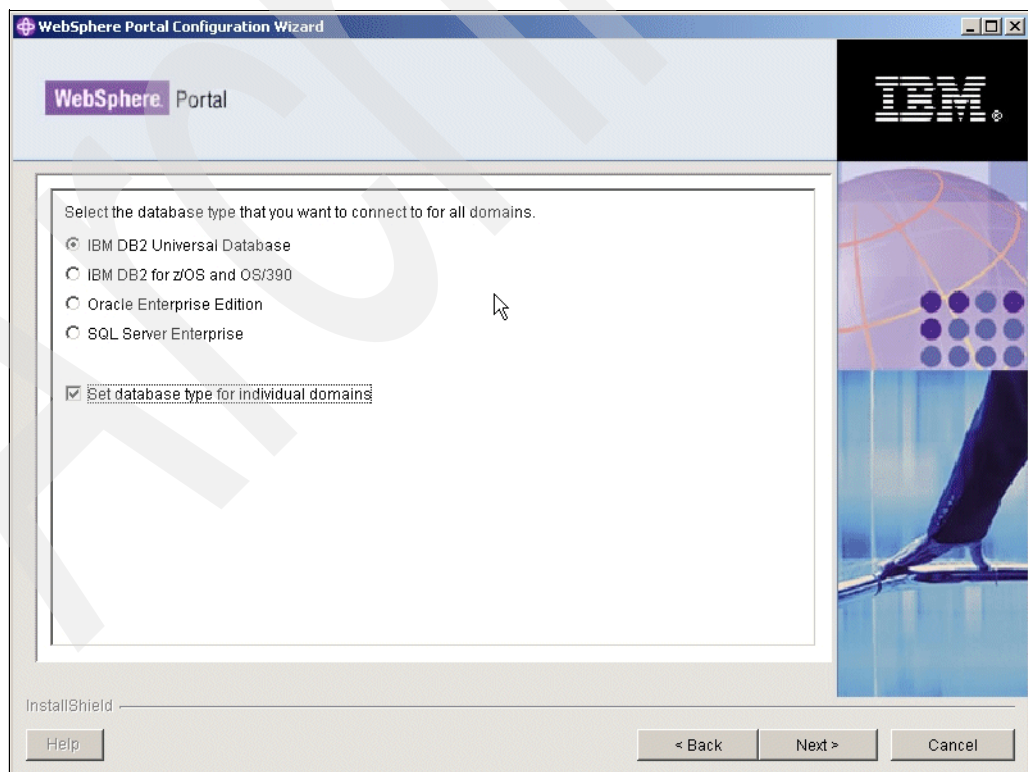 WebSphere Portal Configuration Wizard
WebSphere. Portal
IBM®
Select the database type that you want to connect to for all domains.
IBM DB2 Universal Database
IBM DB2 for z/OS and OS/390
Oracle Enterprise Edition
SQL Server Enterprise
Set database type for individual domains
InstallShield
Help
< Back
Next >
Cancel